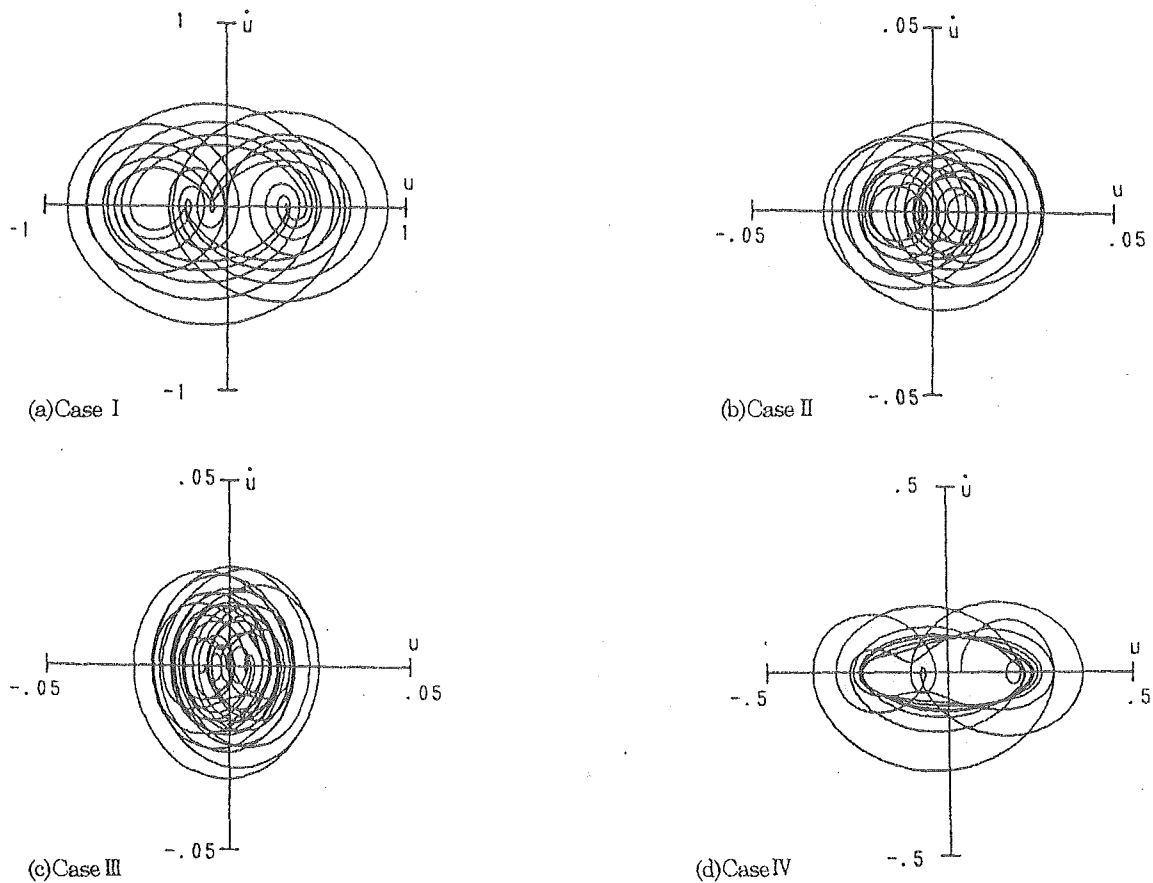 1 u̇
u
-1 1
-1
(a)Case I
.05 u̇
u
-.05 .05
-.05
(b)Case II
.05 u̇
u
-.05 .05
-.05
(c)Case III
.5 u̇
u
-.5 .5
-.5
(d)Case IV